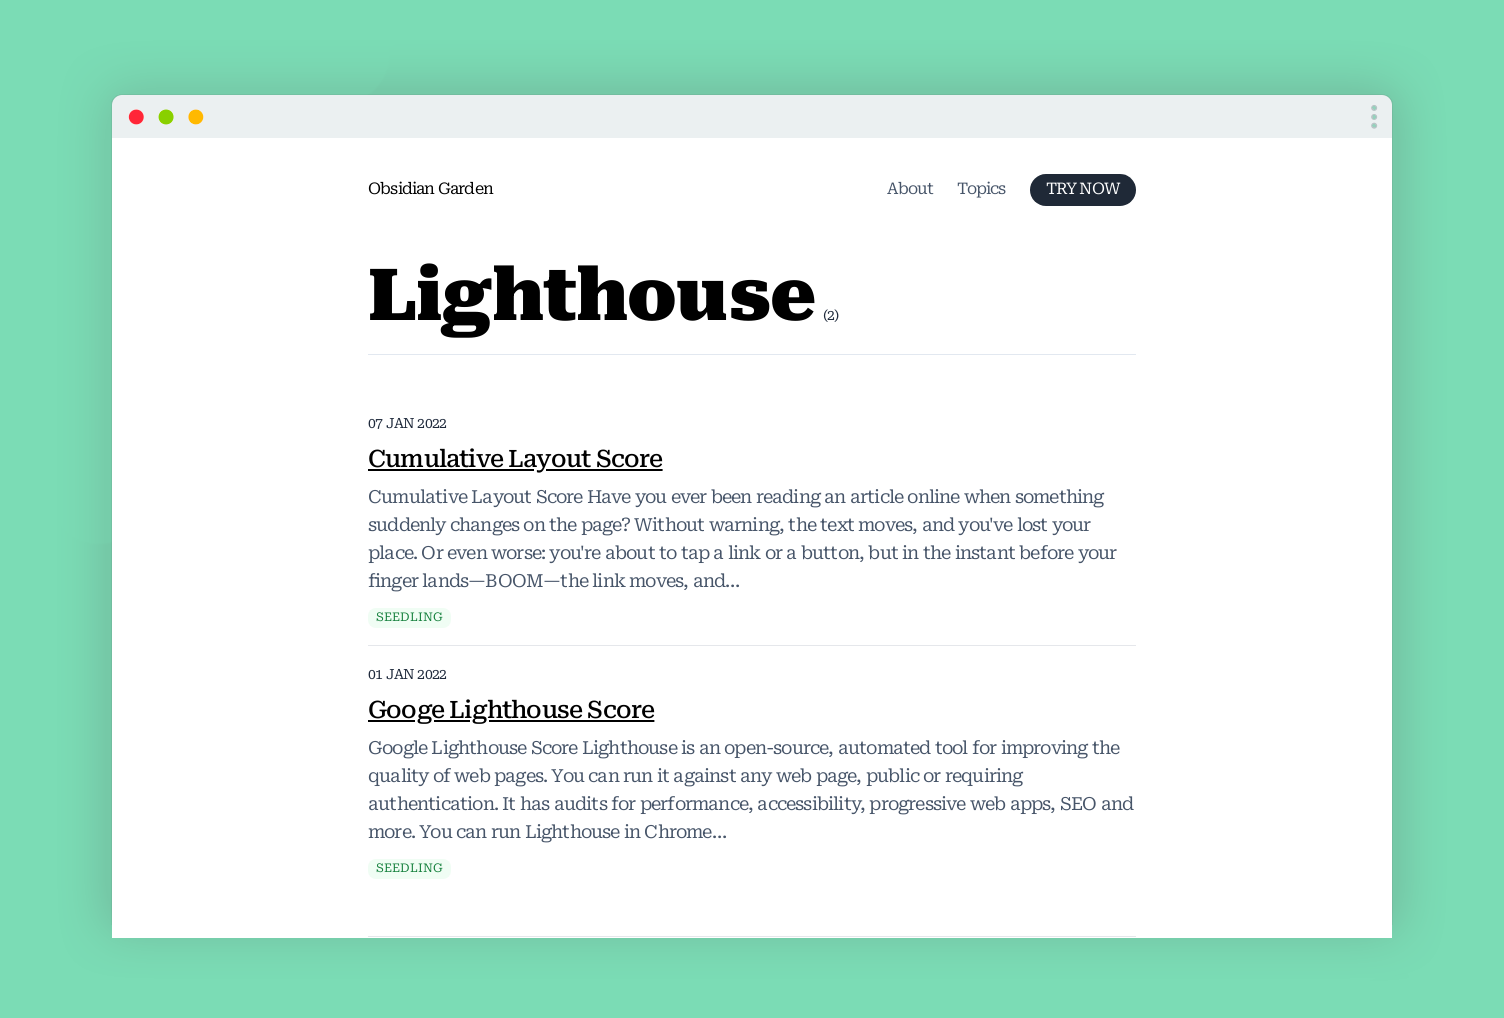 Obsidian Garden
About Topics TRY NOW
Lighthouse (2)
07 JAN 2022
Cumulative Layout Score
Cumulative Layout Score Have you ever been reading an article online when something
suddenly changes on the page? Without warning, the text moves, and you've lost your
place. Or even worse: you're about to tap a link or a button, but in the instant before your
finger lands—BOOM—the link moves, and...
SEEDLING
01 JAN 2022
Googe Lighthouse Score
Google Lighthouse Score Lighthouse is an open-source, automated tool for improving the
quality of web pages. You can run it against any web page, public or requiring
authentication. It has audits for performance, accessibility, progressive web apps, SEO and
more. You can run Lighthouse in Chrome...
SEEDLING